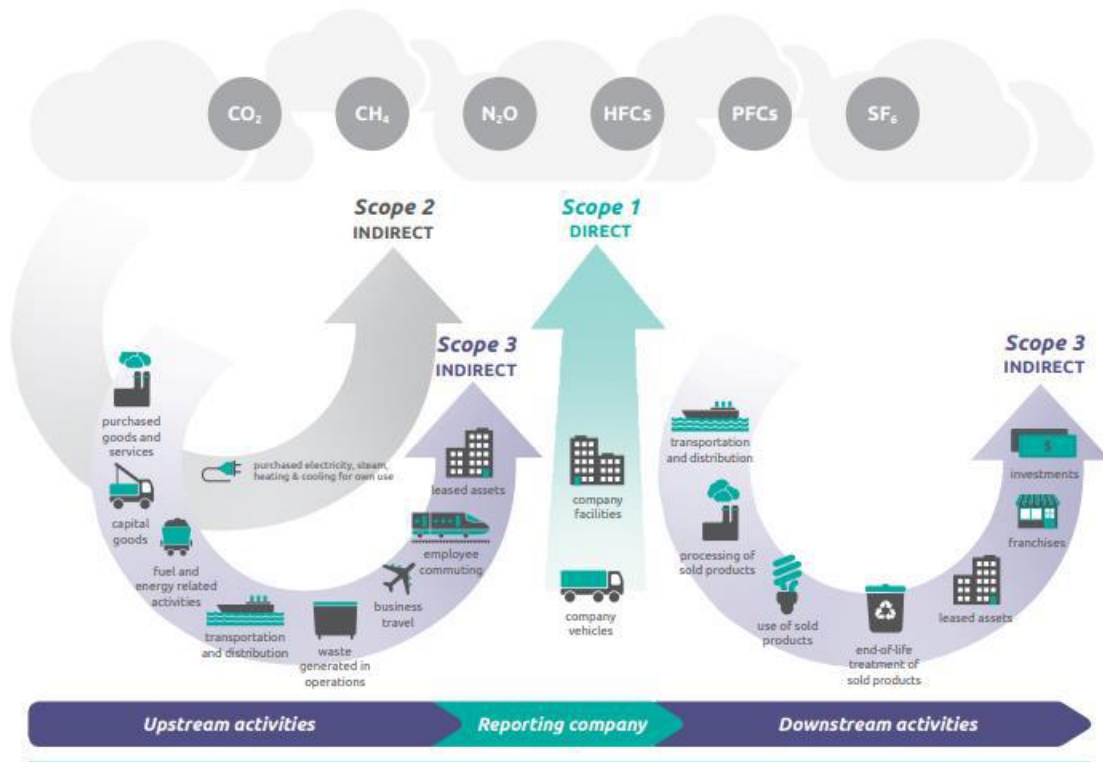 CO₂
CH₄
N₂O
HFCs
PFCs
SF₆
Scope 2
INDIRECT
Scope 1
DIRECT
Scope 3
INDIRECT
Scope 3
INDIRECT
purchased
goods and
services
capital
goods
fuel and
energy related
activities
transportation
and distribution
waste
generated in
operations
business
travel
employee
commuting
leased assets
purchased electricity, steam,
heating & cooling for own use
company
facilities
company
vehicles
transportation
and distribution
processing of
sold products
use of sold
products
end-of-life
treatment of
sold products
leased assets
franchises
$
investments
Upstream activities
Reporting company
Downstream activities